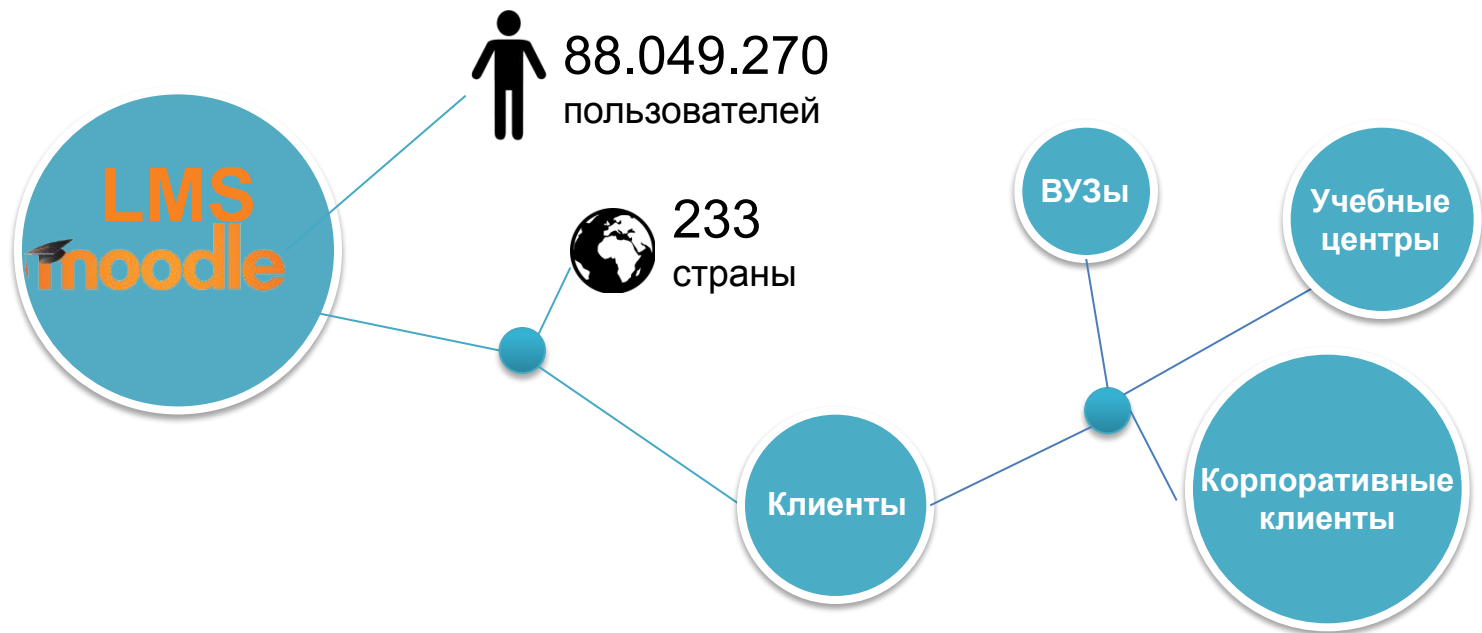 88.049.270
пользователей
LMS
moodle
233
страны
ВУЗы
Учебные
центры
Клиенты
Корпоративные
клиенты